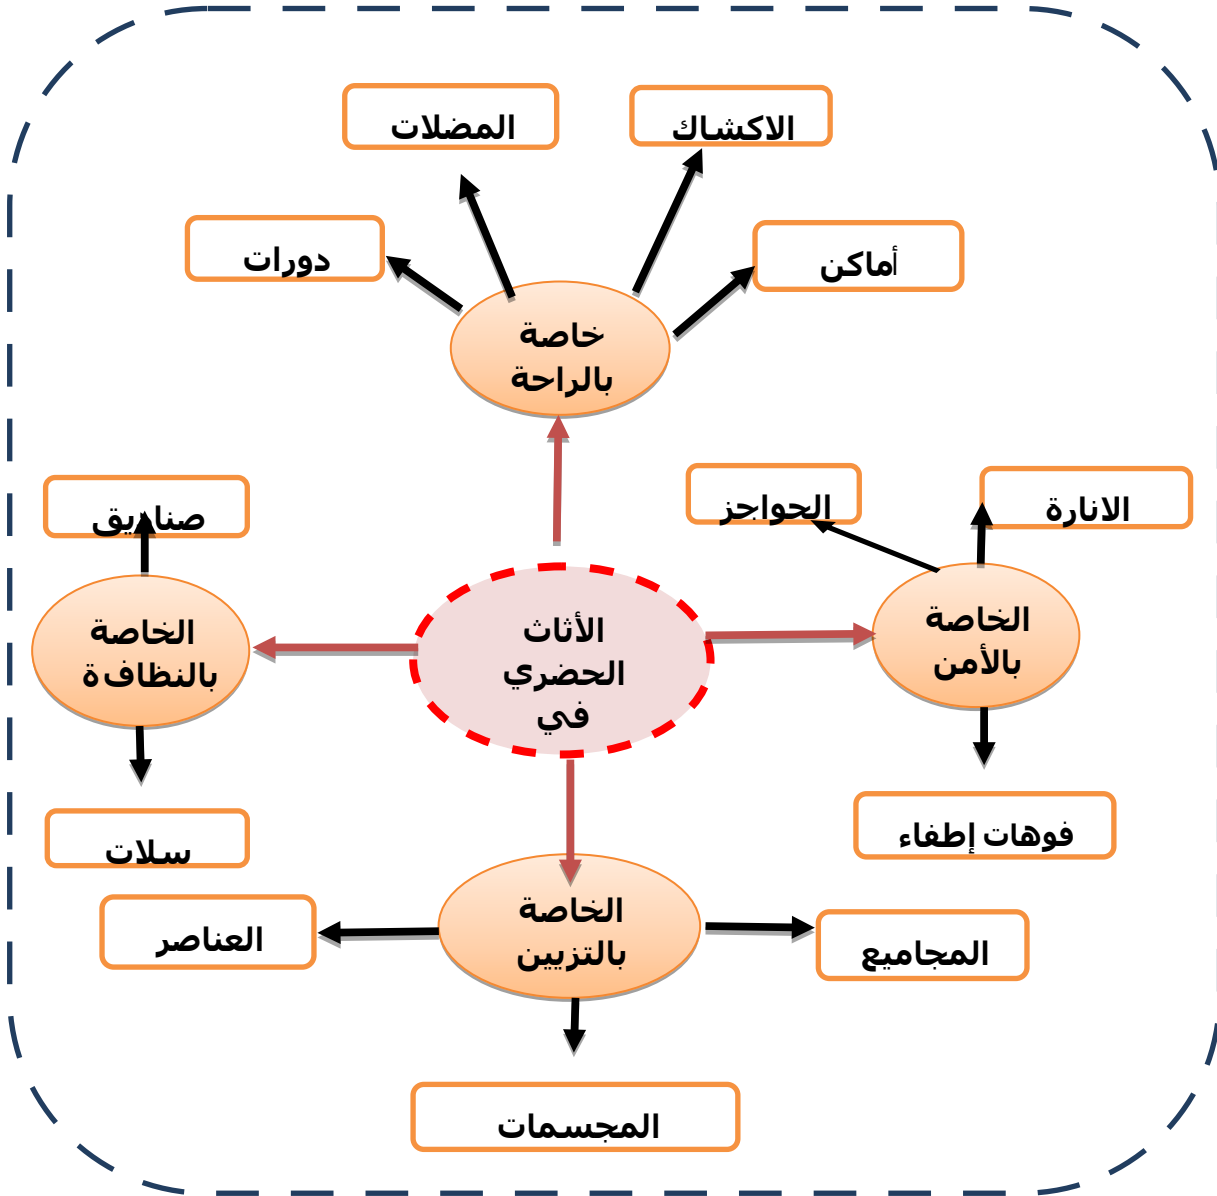 الاكشاك
المضلات
أماكن
دورات
خاصة
بالراحة
الانارة
الحواجز
صناديق
الخاصة
بالأمن
الأثاث
الحضري
في
الخاصة
بالنظافة
فوهات إطفاء
سلات
الخاصة
بالتزيين
المجاميع
العناصر
المجسمات